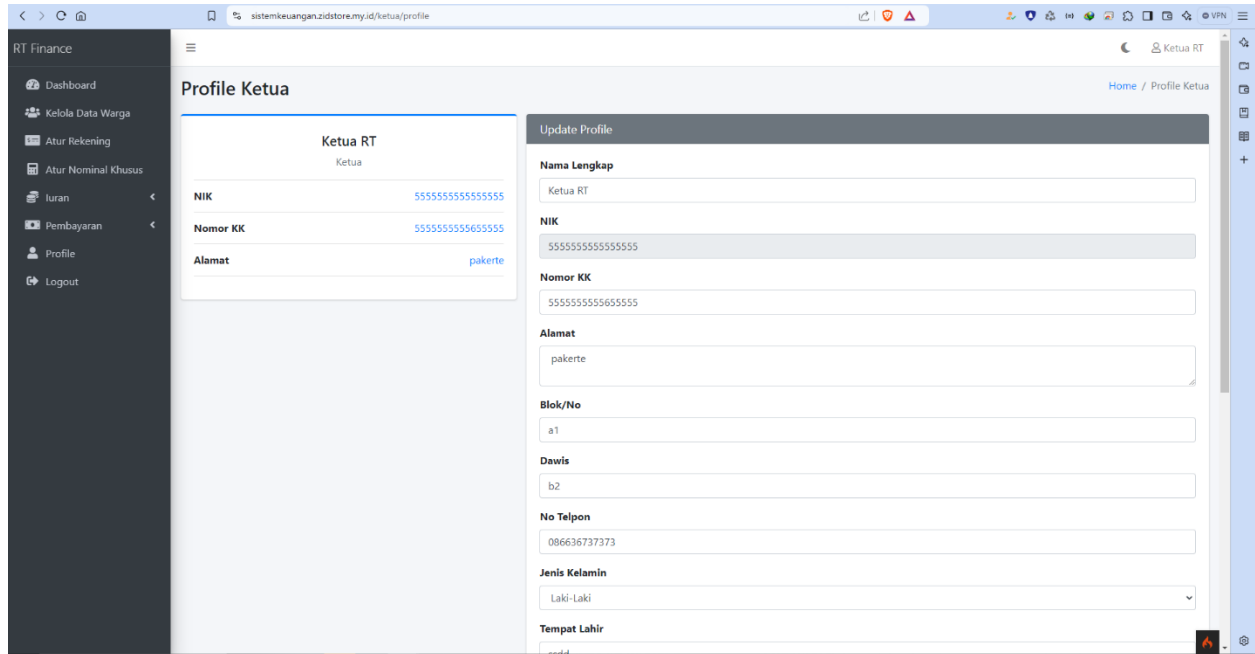 sistemkeuangan.zidstore.my.id/ketua/profile
VPN
RT Finance
Ketua RT
Dashboard
Kelola Data Warga
Atur Rekening
Atur Nominal Khusus
Iuran
Pembayaran
Profile
Logout
Profile Ketua
Home / Profile Ketua
Ketua RT
Ketua
NIK 5555555555555555
Nomor KK 5555555555655555
Alamat pakerte
Update Profile
Nama Lengkap
Ketua RT
NIK
5555555555555555
Nomor KK
5555555555655555
Alamat
pakerte
Blok/No
a1
Dawis
b2
No Telpon
086636737373
Jenis Kelamin
Laki-Laki
Tempat Lahir